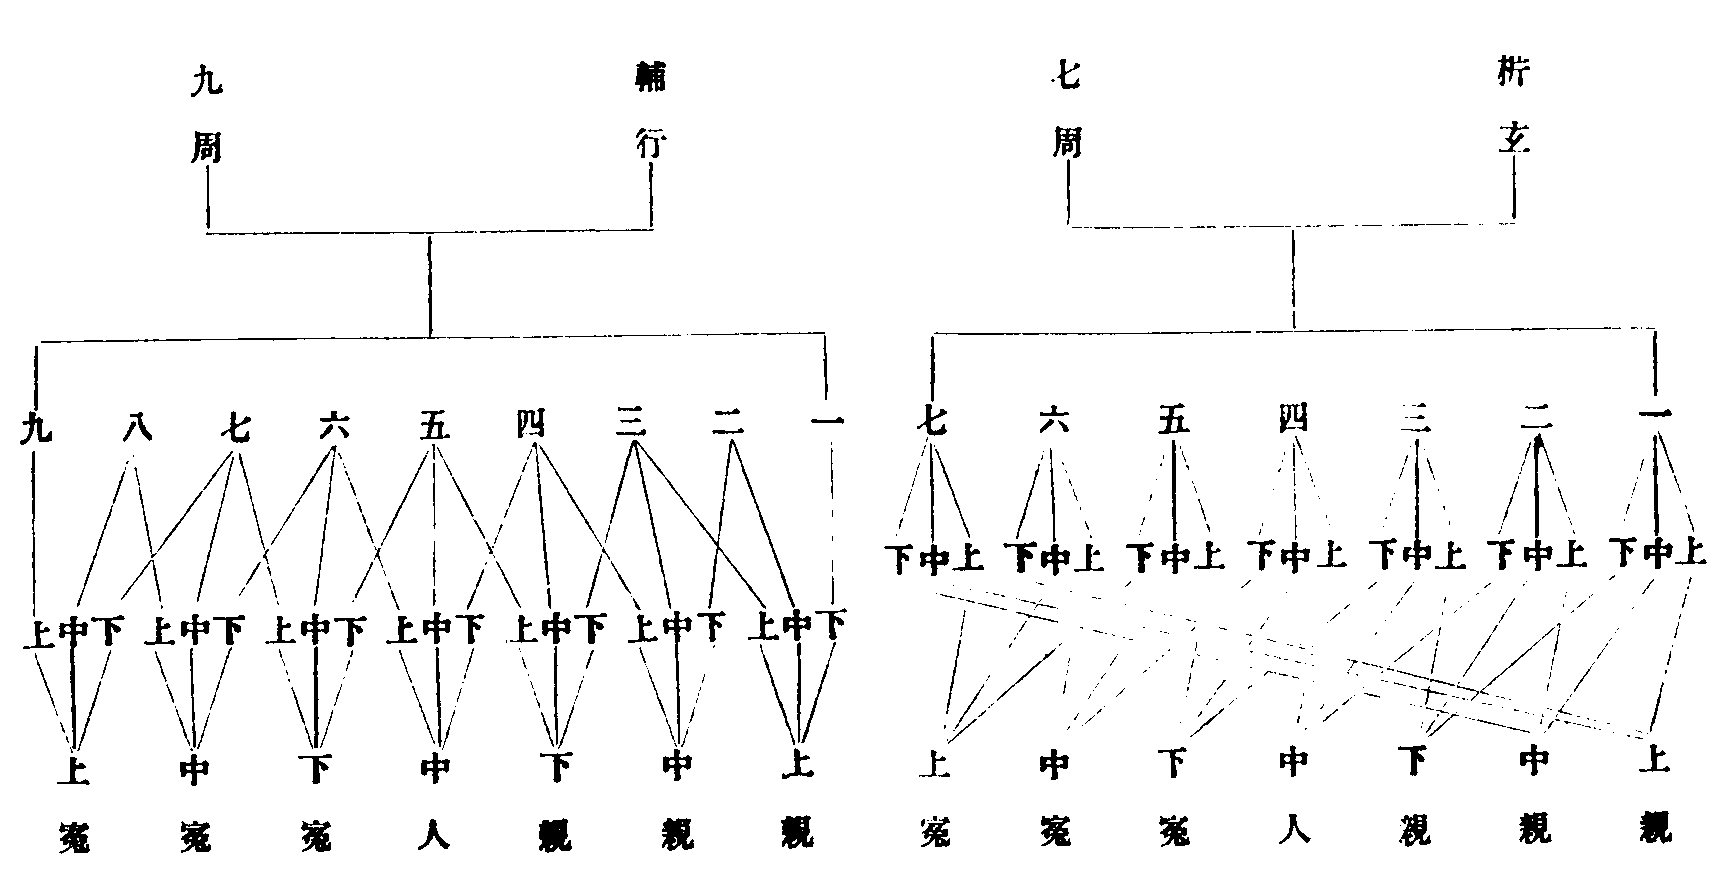 析玄
七周
一 二 三 四 五 六 七
上中下 上中下 上中下 上中下 上中下 上中下 上中下
上親
中親
下親
中人
下寃
中寃
上寃
輔行
九周
一 二 三 四 五 六 七 八 九
下中上 下中上 下中上 下中上 下中上 下中上 下中上
上親
中親
下親
中人
下寃
中寃
上寃